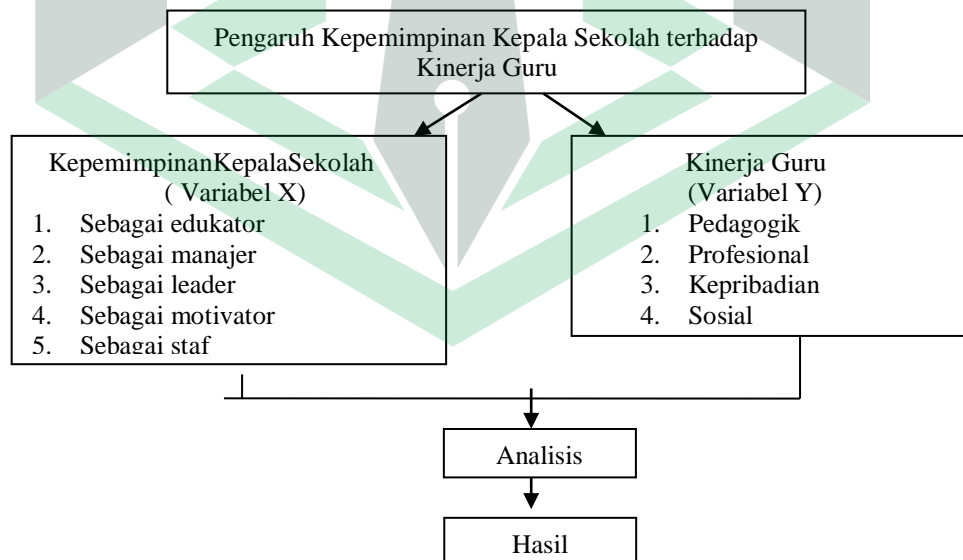 Pengaruh Kepemimpinan Kepala Sekolah terhadap
Kinerja Guru
KepemimpinanKepalaSekolah
( Variabel X)
1. Sebagai edukator
2. Sebagai manajer
3. Sebagai leader
4. Sebagai motivator
5. Sebagai staf
Kinerja Guru
(Variabel Y)
1. Pedagogik
2. Profesional
3. Kepribadian
4. Sosial
Analisis
Hasil